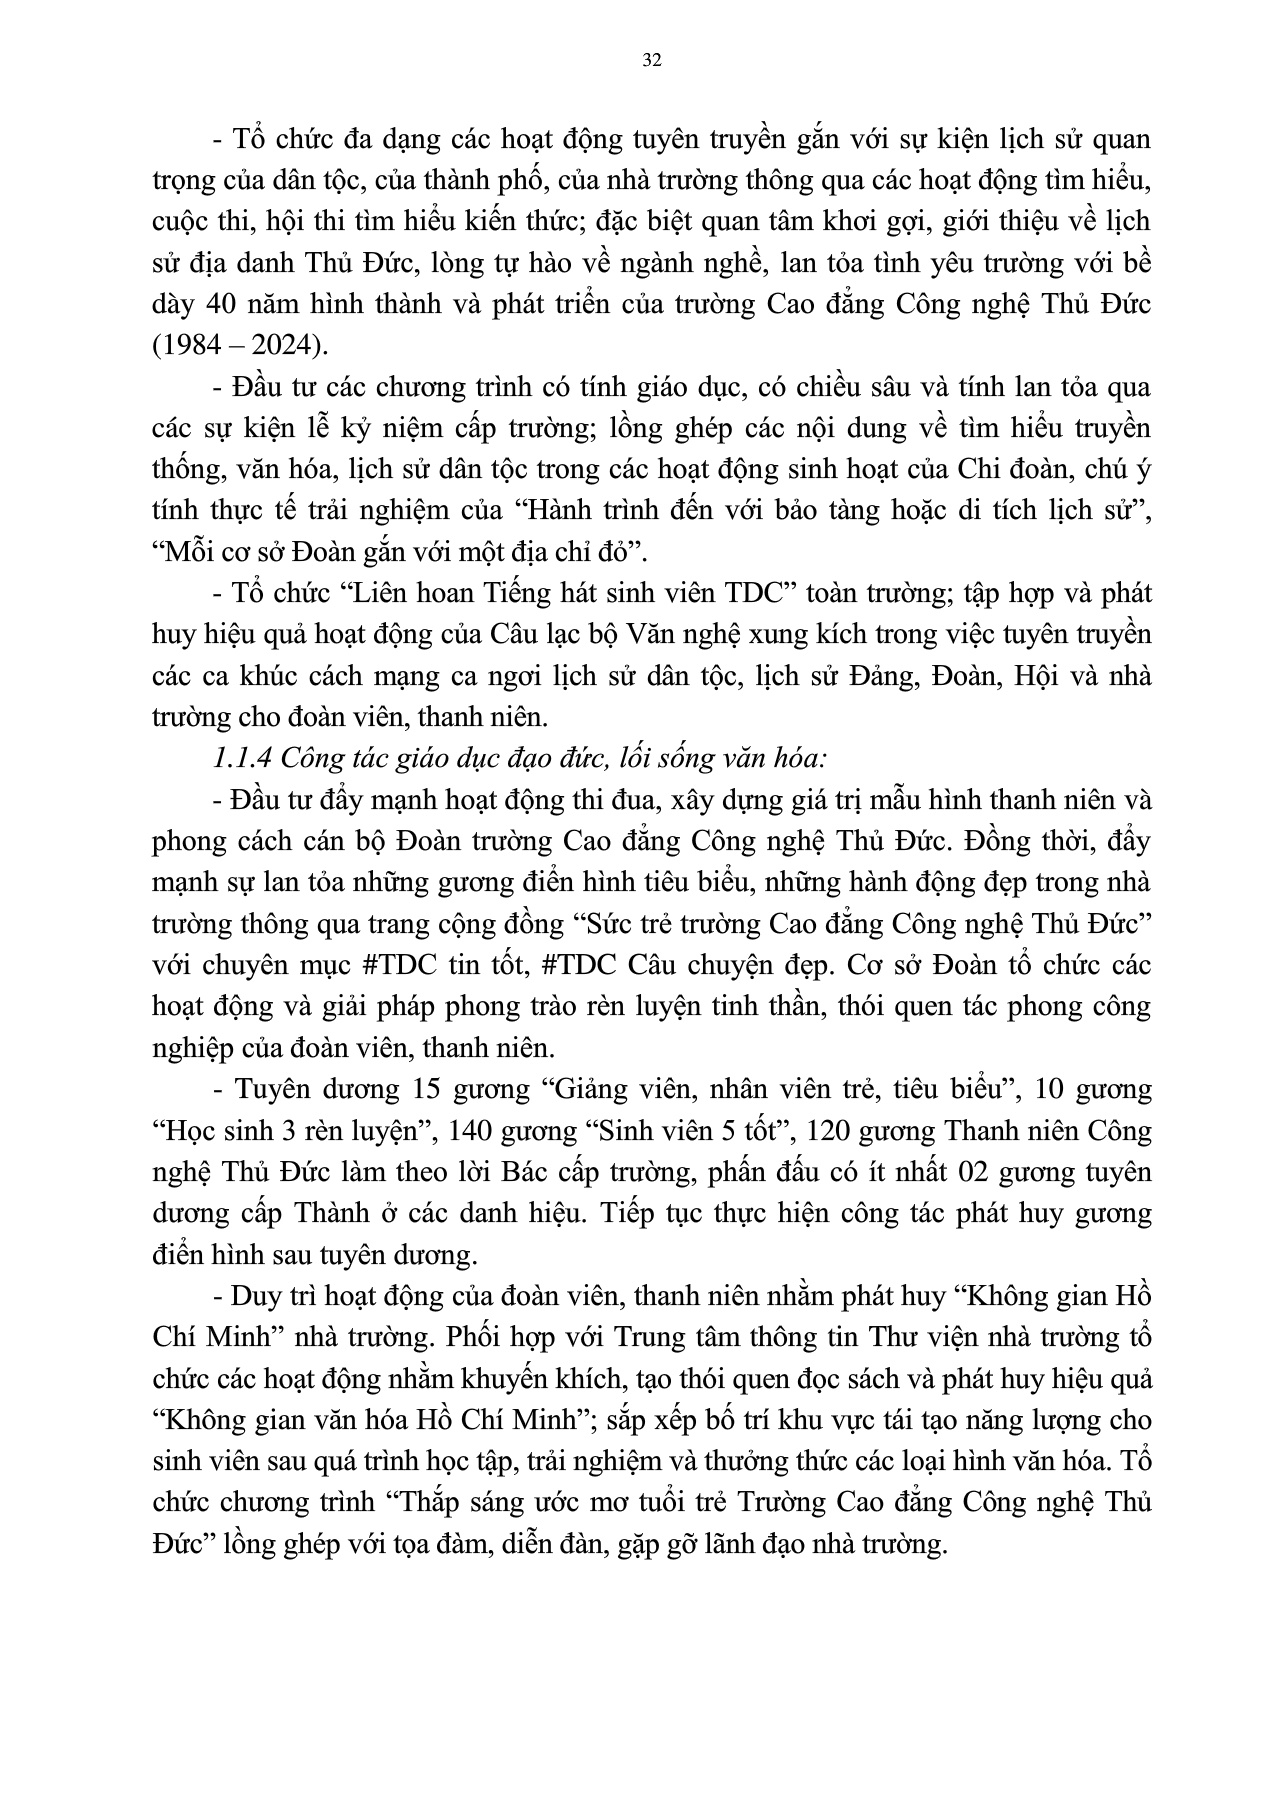 32
- Tổ chức đa dạng các hoạt động tuyên truyền gắn với sự kiện lịch sử quan
trọng của dân tộc, của thành phố, của nhà trường thông qua các hoạt động tìm hiểu,
cuộc thi, hội thi tìm hiểu kiến thức; đặc biệt quan tâm khơi gợi, giới thiệu về lịch
sử địa danh Thủ Đức, lòng tự hào về ngành nghề, lan tỏa tình yêu trường với bề
dày 40 năm hình thành và phát triển của trường Cao đẳng Công nghệ Thủ Đức
(1984 – 2024).
- Đầu tư các chương trình có tính giáo dục, có chiều sâu và tính lan tỏa qua
các sự kiện lễ kỷ niệm cấp trường; lồng ghép các nội dung về tìm hiểu truyền
thống, văn hóa, lịch sử dân tộc trong các hoạt động sinh hoạt của Chi đoàn, chú ý
tính thực tế trải nghiệm của “Hành trình đến với bảo tàng hoặc di tích lịch sử”,
“Mỗi cơ sở Đoàn gắn với một địa chỉ đỏ”.
- Tổ chức “Liên hoan Tiếng hát sinh viên TDC” toàn trường; tập hợp và phát
huy hiệu quả hoạt động của Câu lạc bộ Văn nghệ xung kích trong việc tuyên truyền
các ca khúc cách mạng ca ngơi lịch sử dân tộc, lịch sử Đảng, Đoàn, Hội và nhà
trường cho đoàn viên, thanh niên.
1.1.4 Công tác giáo dục đạo đức, lối sống văn hóa:
- Đầu tư đẩy mạnh hoạt động thi đua, xây dựng giá trị mẫu hình thanh niên và
phong cách cán bộ Đoàn trường Cao đẳng Công nghệ Thủ Đức. Đồng thời, đẩy
mạnh sự lan tỏa những gương điển hình tiêu biểu, những hành động đẹp trong nhà
trường thông qua trang cộng đồng “Sức trẻ trường Cao đẳng Công nghệ Thủ Đức”
với chuyên mục #TDC tin tốt, #TDC Câu chuyện đẹp. Cơ sở Đoàn tổ chức các
hoạt động và giải pháp phong trào rèn luyện tinh thần, thói quen tác phong công
nghiệp của đoàn viên, thanh niên.
- Tuyên dương 15 gương “Giảng viên, nhân viên trẻ, tiêu biểu”, 10 gương
“Học sinh 3 rèn luyện”, 140 gương “Sinh viên 5 tốt”, 120 gương Thanh niên Công
nghệ Thủ Đức làm theo lời Bác cấp trường, phấn đấu có ít nhất 02 gương tuyên
dương cấp Thành ở các danh hiệu. Tiếp tục thực hiện công tác phát huy gương
điển hình sau tuyên dương.
- Duy trì hoạt động của đoàn viên, thanh niên nhằm phát huy “Không gian Hồ
Chí Minh” nhà trường. Phối hợp với Trung tâm thông tin Thư viện nhà trường tổ
chức các hoạt động nhằm khuyến khích, tạo thói quen đọc sách và phát huy hiệu quả
“Không gian văn hóa Hồ Chí Minh”; sắp xếp bố trí khu vực tái tạo năng lượng cho
sinh viên sau quá trình học tập, trải nghiệm và thưởng thức các loại hình văn hóa. Tổ
chức chương trình “Thắp sáng ước mơ tuổi trẻ Trường Cao đẳng Công nghệ Thủ
Đức” lồng ghép với tọa đàm, diễn đàn, gặp gỡ lãnh đạo nhà trường.